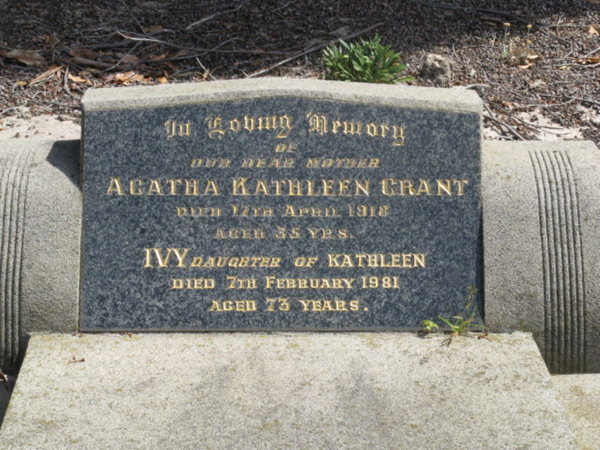 In Loving Memory
OF
OUR DEAR MOTHER
AGATHA KATHLEEN GRANT
DIED 17TH APRIL 1918
AGED 35 YRS.
IVY DAUGHTER OF KATHLEEN
DIED 7TH FEBRUARY 1981
AGED 73 YEARS.